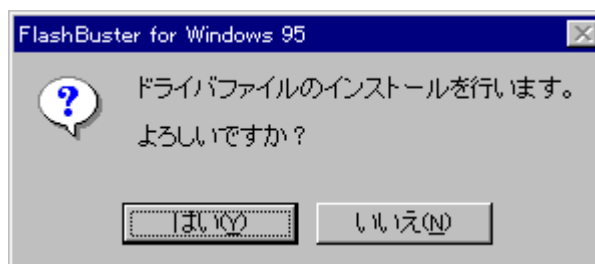 FlashBuster for Windows 95
ドライバファイルのインストールを行います。
よろしいですか？
はい(Y)
いいえ(N)